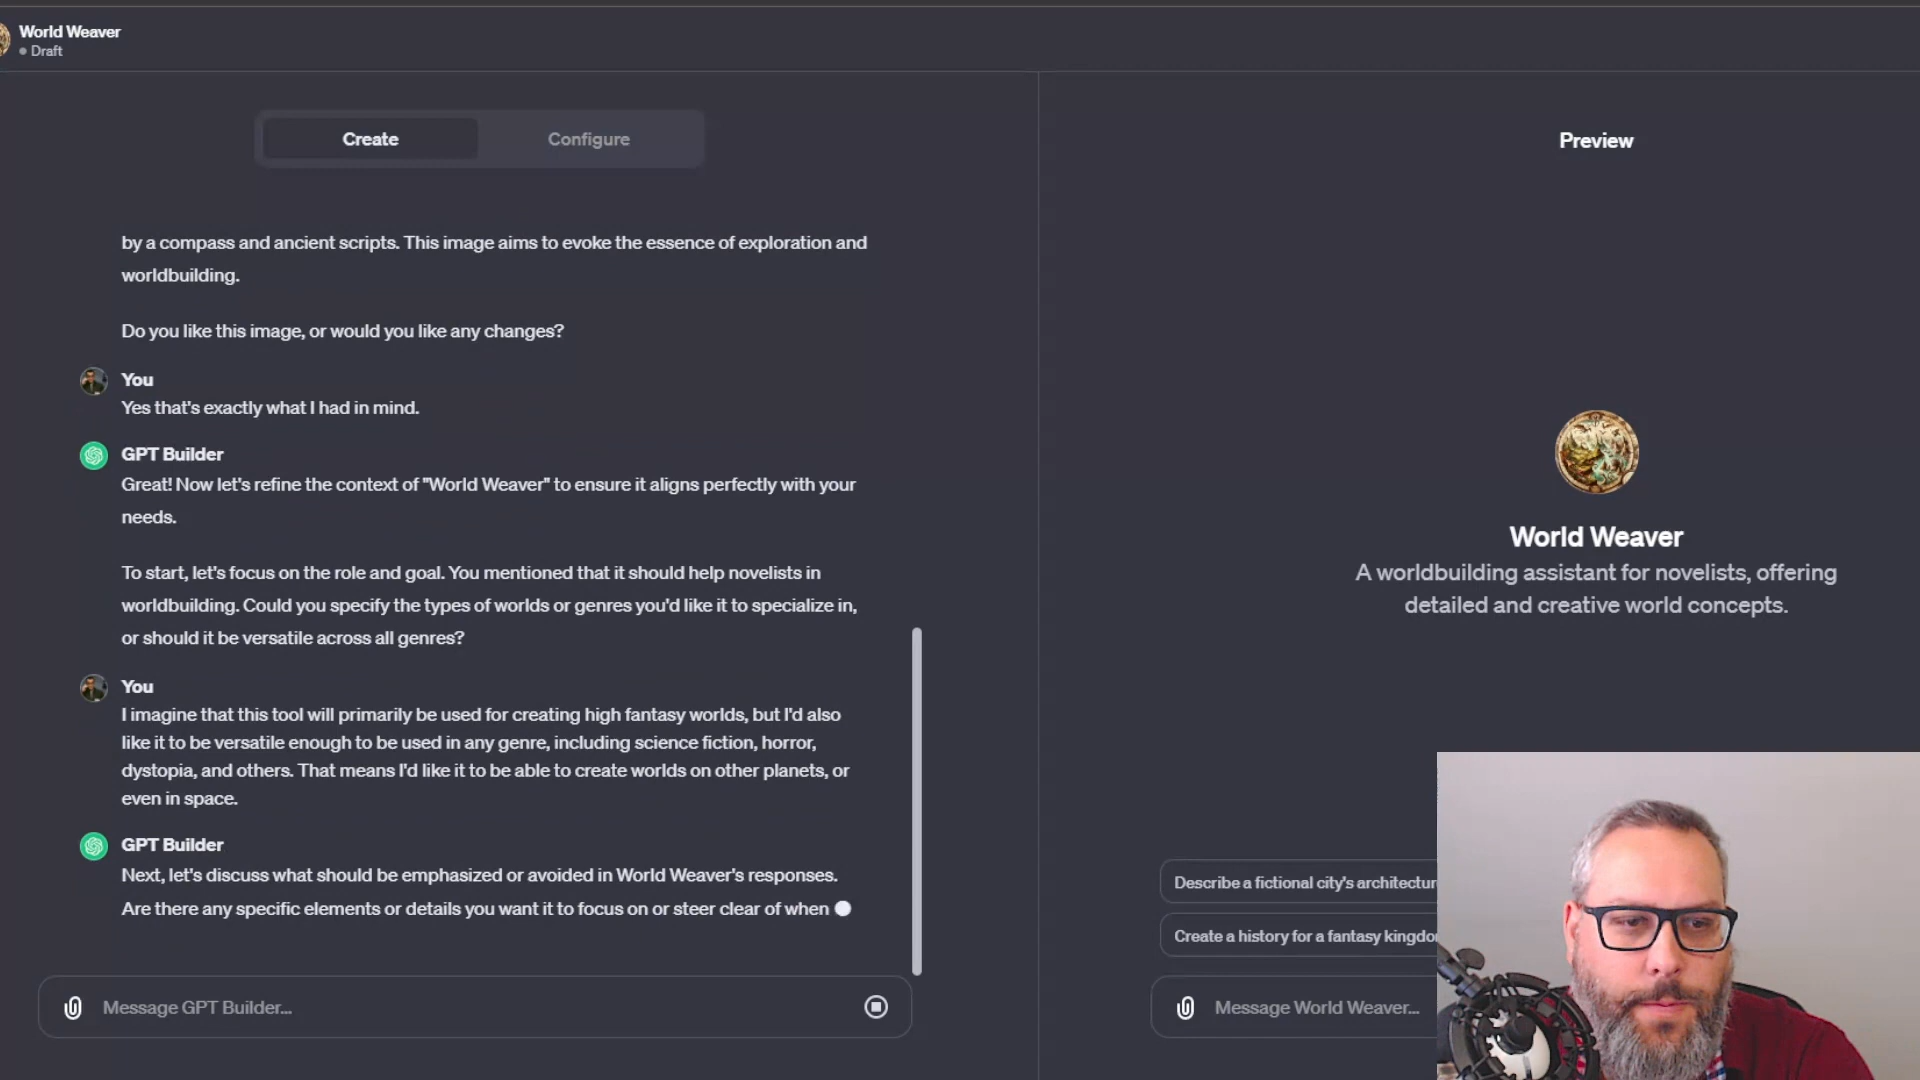 World Weaver
Draft
Create
Configure
Preview
by a compass and ancient scripts. This image aims to evoke the essence of exploration and
worldbuilding.
Do you like this image, or would you like any changes?
You
Yes that's exactly what I had in mind.
GPT Builder
Great! Now let's refine the context of "World Weaver" to ensure it aligns perfectly with your
needs.
To start, let's focus on the role and goal. You mentioned that it should help novelists in
worldbuilding. Could you specify the types of worlds or genres you'd like it to specialize in,
or should it be versatile across all genres?
You
I imagine that this tool will primarily be used for creating high fantasy worlds, but I'd also
like it to be versatile enough to be used in any genre, including science fiction, horror,
dystopia, and others. That means I'd like it to be able to create worlds on other planets, or
even in space.
GPT Builder
Next, let's discuss what should be emphasized or avoided in World Weaver's responses.
Are there any specific elements or details you want it to focus on or steer clear of when
Message GPT Builder...
World Weaver
A worldbuilding assistant for novelists, offering
detailed and creative world concepts.
Describe a fictional city's architectur
Create a history for a fantasy kingdo
Message World Weaver...